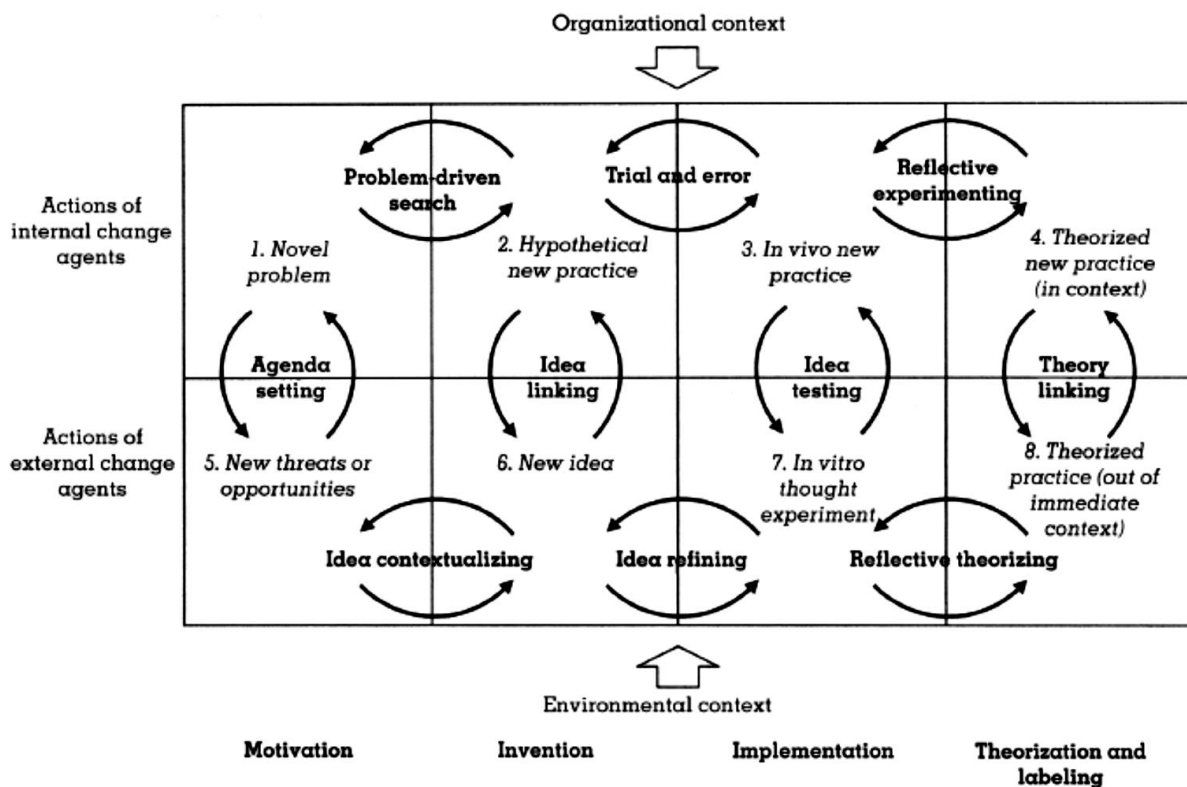 Organizational context
Problem-driven
search
Trial and error
Reflective
experimenting
Actions of
internal change
agents
1. Novel
problem
2. Hypothetical
new practice
3. In vivo new
practice
4. Theorized
new practice
(in context)
Agenda
setting
Idea
linking
Idea
testing
Theory
linking
Actions of
external change
agents
5. New threats or
opportunities
6. New idea
7. In vitro
thought
experiment
8. Theorized
practice (out of
immediate
context)
Idea contextualizing
Idea refining
Reflective theorizing
Environmental context
Motivation
Invention
Implementation
Theorization and
labeling